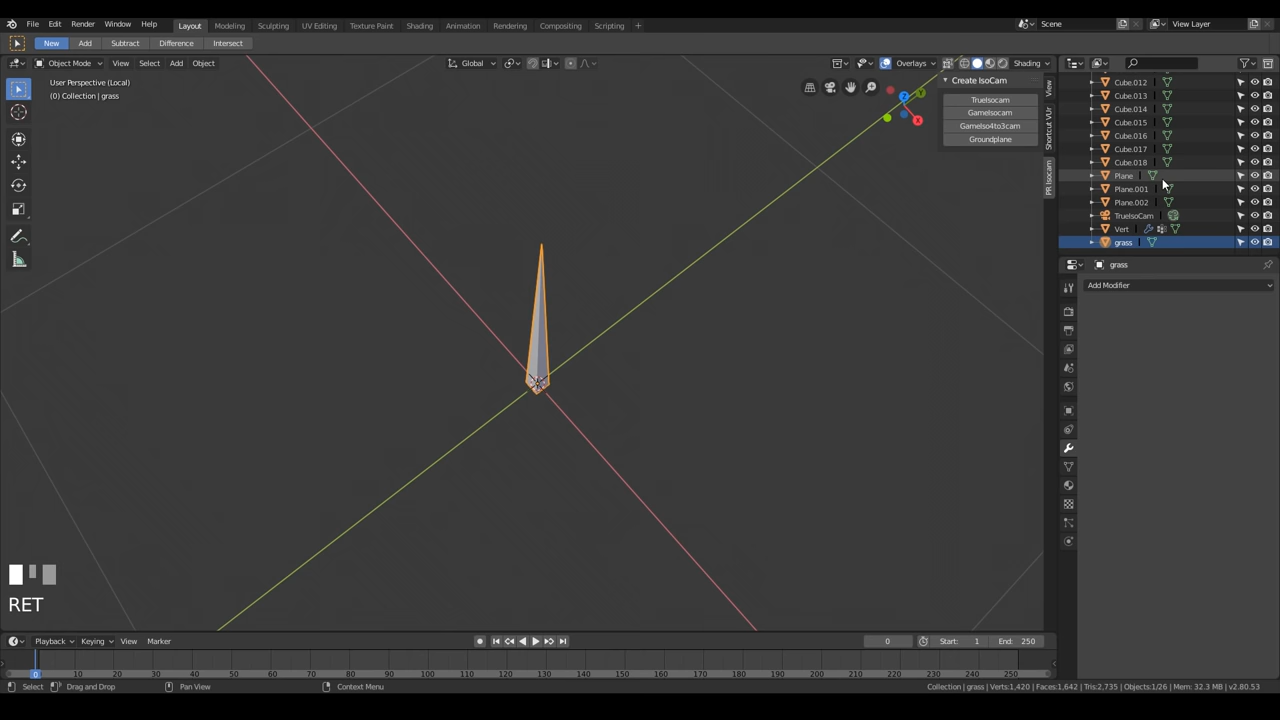 File Edit Render Window Help Layout Modeling Sculpting UV Editing Texture Paint Shading Animation Rendering Compositing Scripting + Scene View Layer
New Add Subtract Difference Intersect
Object Mode View Select Add Object Global Overlays Shading
User Perspective (Local)
(0) Collection | grass
Create IsoCam
TrueIsocam
GameIsocam
GameIso4to3cam
Groundplane
View
Shortcut VUr
PR Isocam
Z
Y
X
Cube.012
Cube.013
Cube.014
Cube.015
Cube.016
Cube.017
Cube.018
Plane
Plane.001
Plane.002
TrueIsoCam
Vert
grass
grass
Add Modifier
RET
Playback Keying View Marker 0 Start: 1 End: 250
0 10 20 30 40 50 60 70 80 90 100 110 120 130 140 150 160 170 180 190 200 210 220 230 240 250
Select Drag and Drop Pan View Context Menu Collection | grass | Verts:1,420 | Faces:1,642 | Tris:2,735 | Objects:1/26 | Mem: 32.3 MB | v2.80.53